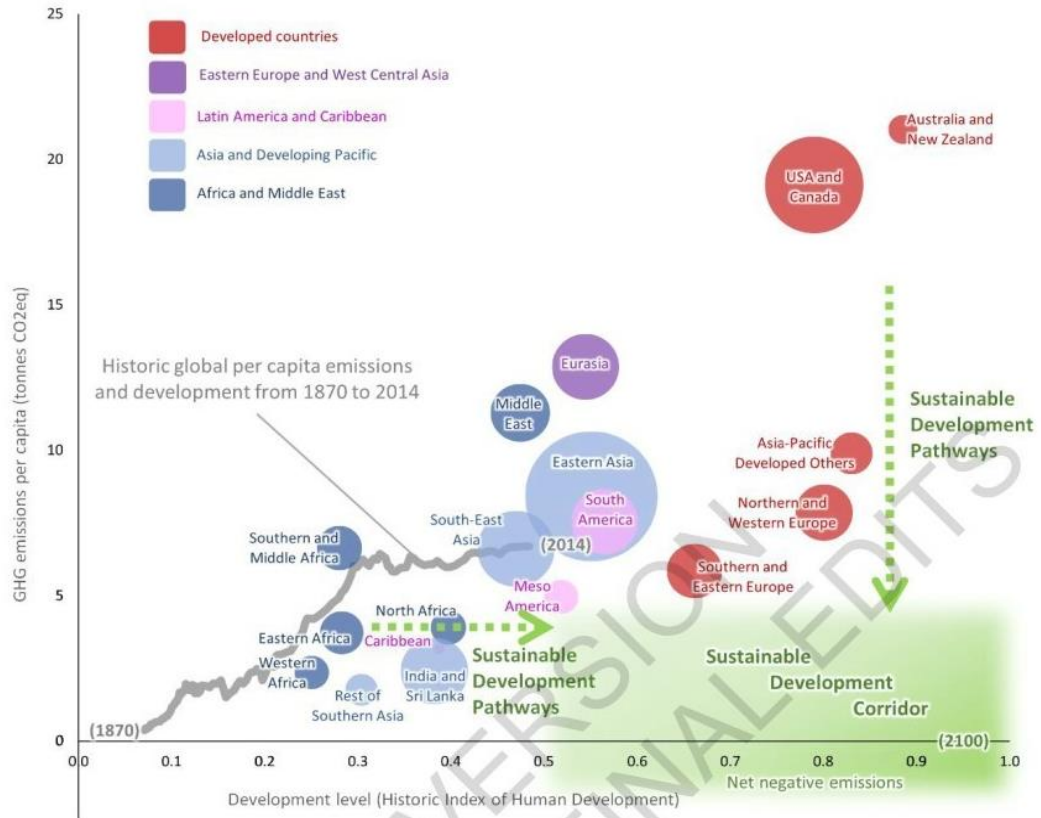 25
20
15
10
5
0
GHG emissions per capita (tonnes CO2eq)
Developed countries
Eastern Europe and West Central Asia
Latin America and Caribbean
Asia and Developing Pacific
Africa and Middle East
Australia and
New Zealand
USA and
Canada
Historic global per capita emissions
and development from 1870 to 2014
Eurasia
Middle
East
Sustainable
Development
Pathways
Asia-Pacific
Developed Others
Eastern Asia
South
America
Northern and
Western Europe
South-East
Asia
(2014)
Southern and
Middle Africa
Southern and
Eastern Europe
Meso
America
North Africa
Eastern Africa
Caribbean
Western
Africa
India and
Sri Lanka
Rest of
Southern Asia
Sustainable
Development
Pathways
Sustainable
Development
Corridor
(1870)
(2100)
0.0
0.1
0.2
0.3
0.4
0.5
0.6
0.7
0.8
0.9
1.0
Net negative emissions
Development level (Historic Index of Human Development)
VERSION
FINAL EDITS